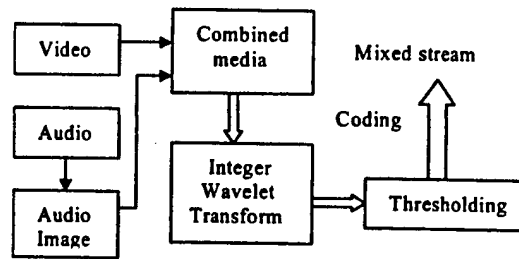 Video
Combined
media
Mixed stream
Audio
Coding
Integer
Wavelet
Transform
Audio
Image
Thresholding